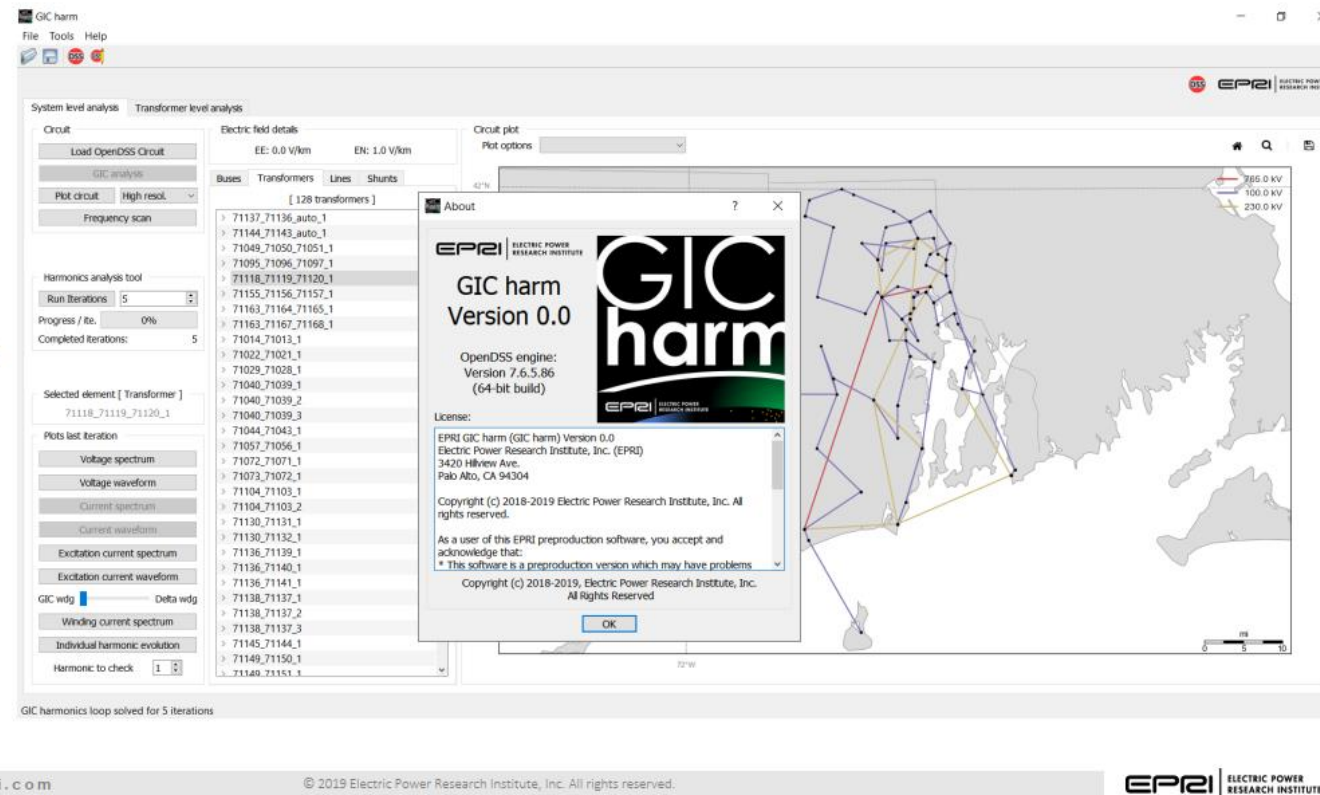 GIC harm
File Tools Help
DSS
DSS EPRI
System level analysis Transformer level analysis
Circuit
Load OpenDSS Circuit
GIC analysis
Plot circuit High resol.
Frequency scan
Harmonics analysis tool
Run Iterations 5
Progress / ite. 0%
Completed iterations: 5
Selected element [ Transformer ]
71118_71119_71120_1
Plots last iteration
Voltage spectrum
Voltage waveform
Current spectrum
Current waveform
Excitation current spectrum
Excitation current waveform
GIC wdg Delta wdg
Winding current spectrum
Individual harmonic evolution
Harmonic to check 1
Electric field details
EE: 0.0 V/km EN: 1.0 V/km
Buses Transformers Lines Shunts
[ 128 transformers ]
71137_71136_auto_1
71144_71143_auto_1
71049_71050_71051_1
71095_71096_71097_1
71118_71119_71120_1
71155_71156_71157_1
71163_71164_71165_1
71163_71167_71168_1
71014_71013_1
71022_71021_1
71029_71028_1
71040_71039_1
71040_71039_2
71040_71039_3
71044_71043_1
71057_71056_1
71072_71071_1
71073_71072_1
71104_71103_1
71104_71103_2
71130_71131_1
71130_71132_1
71136_71139_1
71136_71140_1
71136_71141_1
71138_71137_1
71138_71137_2
71138_71137_3
71145_71144_1
71149_71150_1
71149_71151_1
Circuit plot
Plot options
42°N
765.0 kV
100.0 kV
230.0 kV
72°W
mi
0 5 10
About ?
EPRI ELECTRIC POWER RESEARCH INSTITUTE
GIC harm
Version 0.0
OpenDSS engine:
Version 7.6.5.86
(64-bit build)
GIC
harm
EPRI ELECTRIC POWER RESEARCH INSTITUTE
License:
EPRI GIC harm (GIC harm) Version 0.0
Electric Power Research Institute, Inc. (EPRI)
3420 Hillview Ave.
Palo Alto, CA 94304
Copyright (c) 2018-2019 Electric Power Research Institute, Inc. All
rights reserved.
As a user of this EPRI preproduction software, you accept and
acknowledge that:
* This software is a preproduction version which may have problems
Copyright (c) 2018-2019, Electric Power Research Institute, Inc.
All Rights Reserved
OK
GIC harmonics loop solved for 5 iterations
i.com
© 2019 Electric Power Research Institute, Inc. All rights reserved.
EPRI ELECTRIC POWER
RESEARCH INSTITUTE